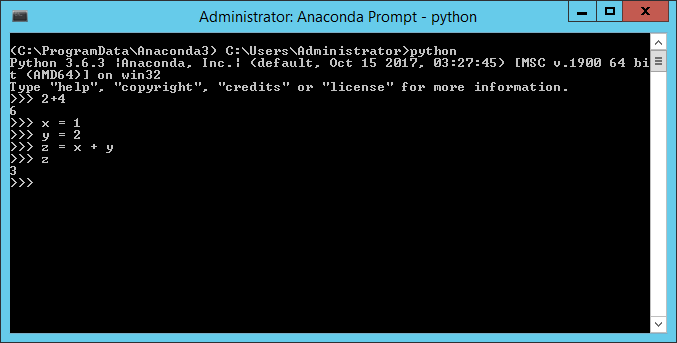 Administrator: Anaconda Prompt - python
(C:\ProgramData\Anaconda3) C:\Users\Administrator>python
Python 3.6.3 |Anaconda, Inc.| (default, Oct 15 2017, 03:27:45) [MSC v.1900 64 bi
t (AMD64)] on win32
Type "help", "copyright", "credits" or "license" for more information.
>>> 2+4
6
>>> x = 1
>>> y = 2
>>> z = x + y
>>> z
3
>>>